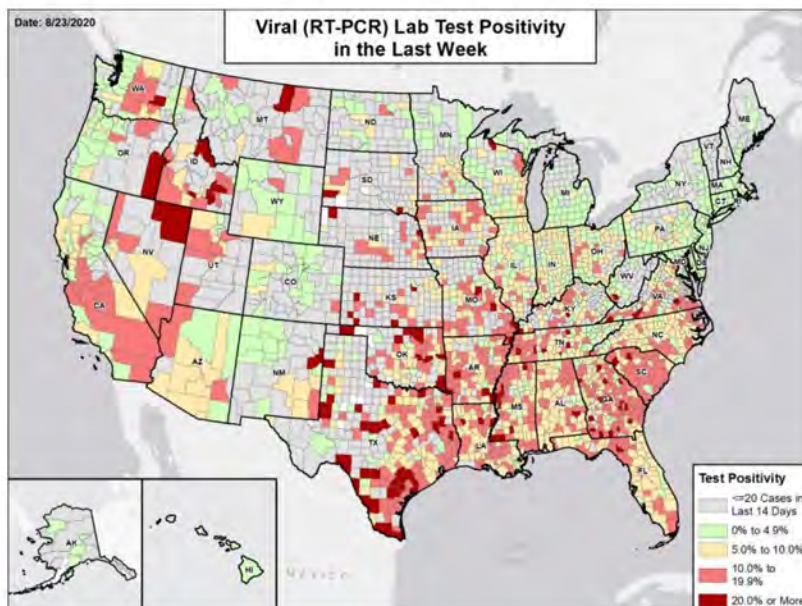 Date: 8/23/2020
Viral (RT-PCR) Lab Test Positivity
in the Last Week
WA
MT
ND
MN
ME
OR
ID
SD
WI
MI
VT
NH
NY
MA
CT
WY
IA
NE
PA
NJ
NV
UT
CO
IL
IN
OH
MD
DE
WV
VA
CA
KS
MO
KY
AZ
NM
OK
AR
TN
NC
SC
TX
LA
MS
AL
GA
FL
AK
HI
México
Test Positivity
<=20 Cases in
Last 14 Days
0% to 4.9%
5.0% to 10.0%
10.0% to
19.9%
20.0% or More